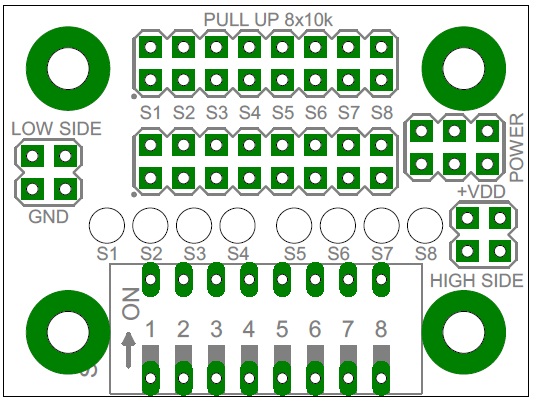 PULL UP 8x10k
S1 S2 S3 S4 S5 S6 S7 S8
LOW SIDE
POWER
GND
+VDD
S1 S2 S3 S4 S5 S6 S7 S8
HIGH SIDE
ON
1 2 3 4 5 6 7 8